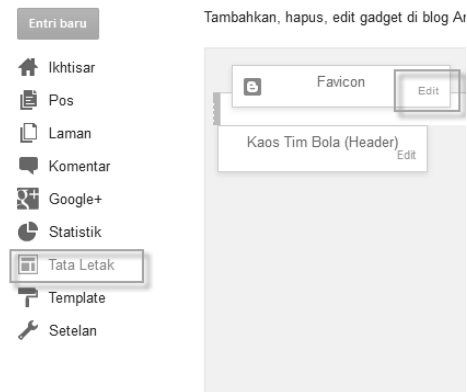 Entri baru
Ikhtisar
Pos
Laman
Komentar
Google+
Statistik
Tata Letak
Template
Setelan
Tambahkan, hapus, edit gadget di blog
Favicon
Edit
Kaos Tim Bola (Header)
Edit